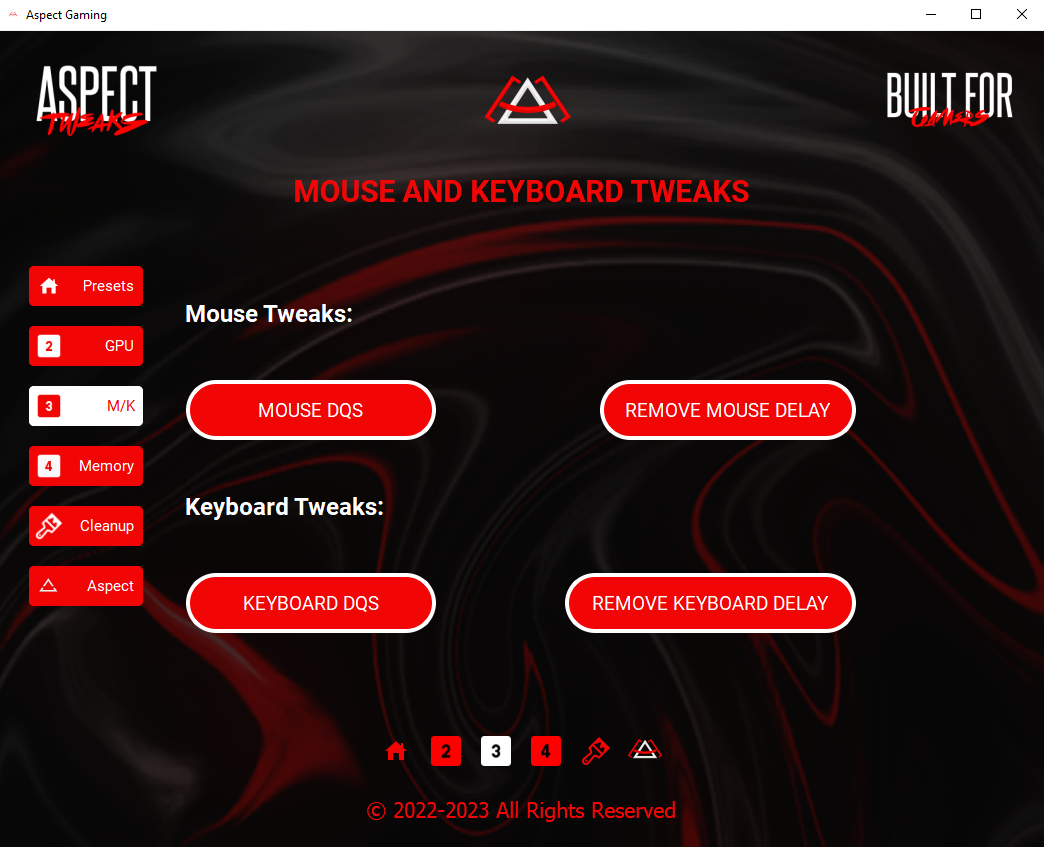 Aspect Gaming
ASPECT
TWEAKS
BUILT FOR
GAMERS
MOUSE AND KEYBOARD TWEAKS
Presets
2 GPU
3 M/K
4 Memory
Cleanup
Aspect
Mouse Tweaks:
MOUSE DQS
REMOVE MOUSE DELAY
Keyboard Tweaks:
KEYBOARD DQS
REMOVE KEYBOARD DELAY
2 3 4
© 2022-2023 All Rights Reserved